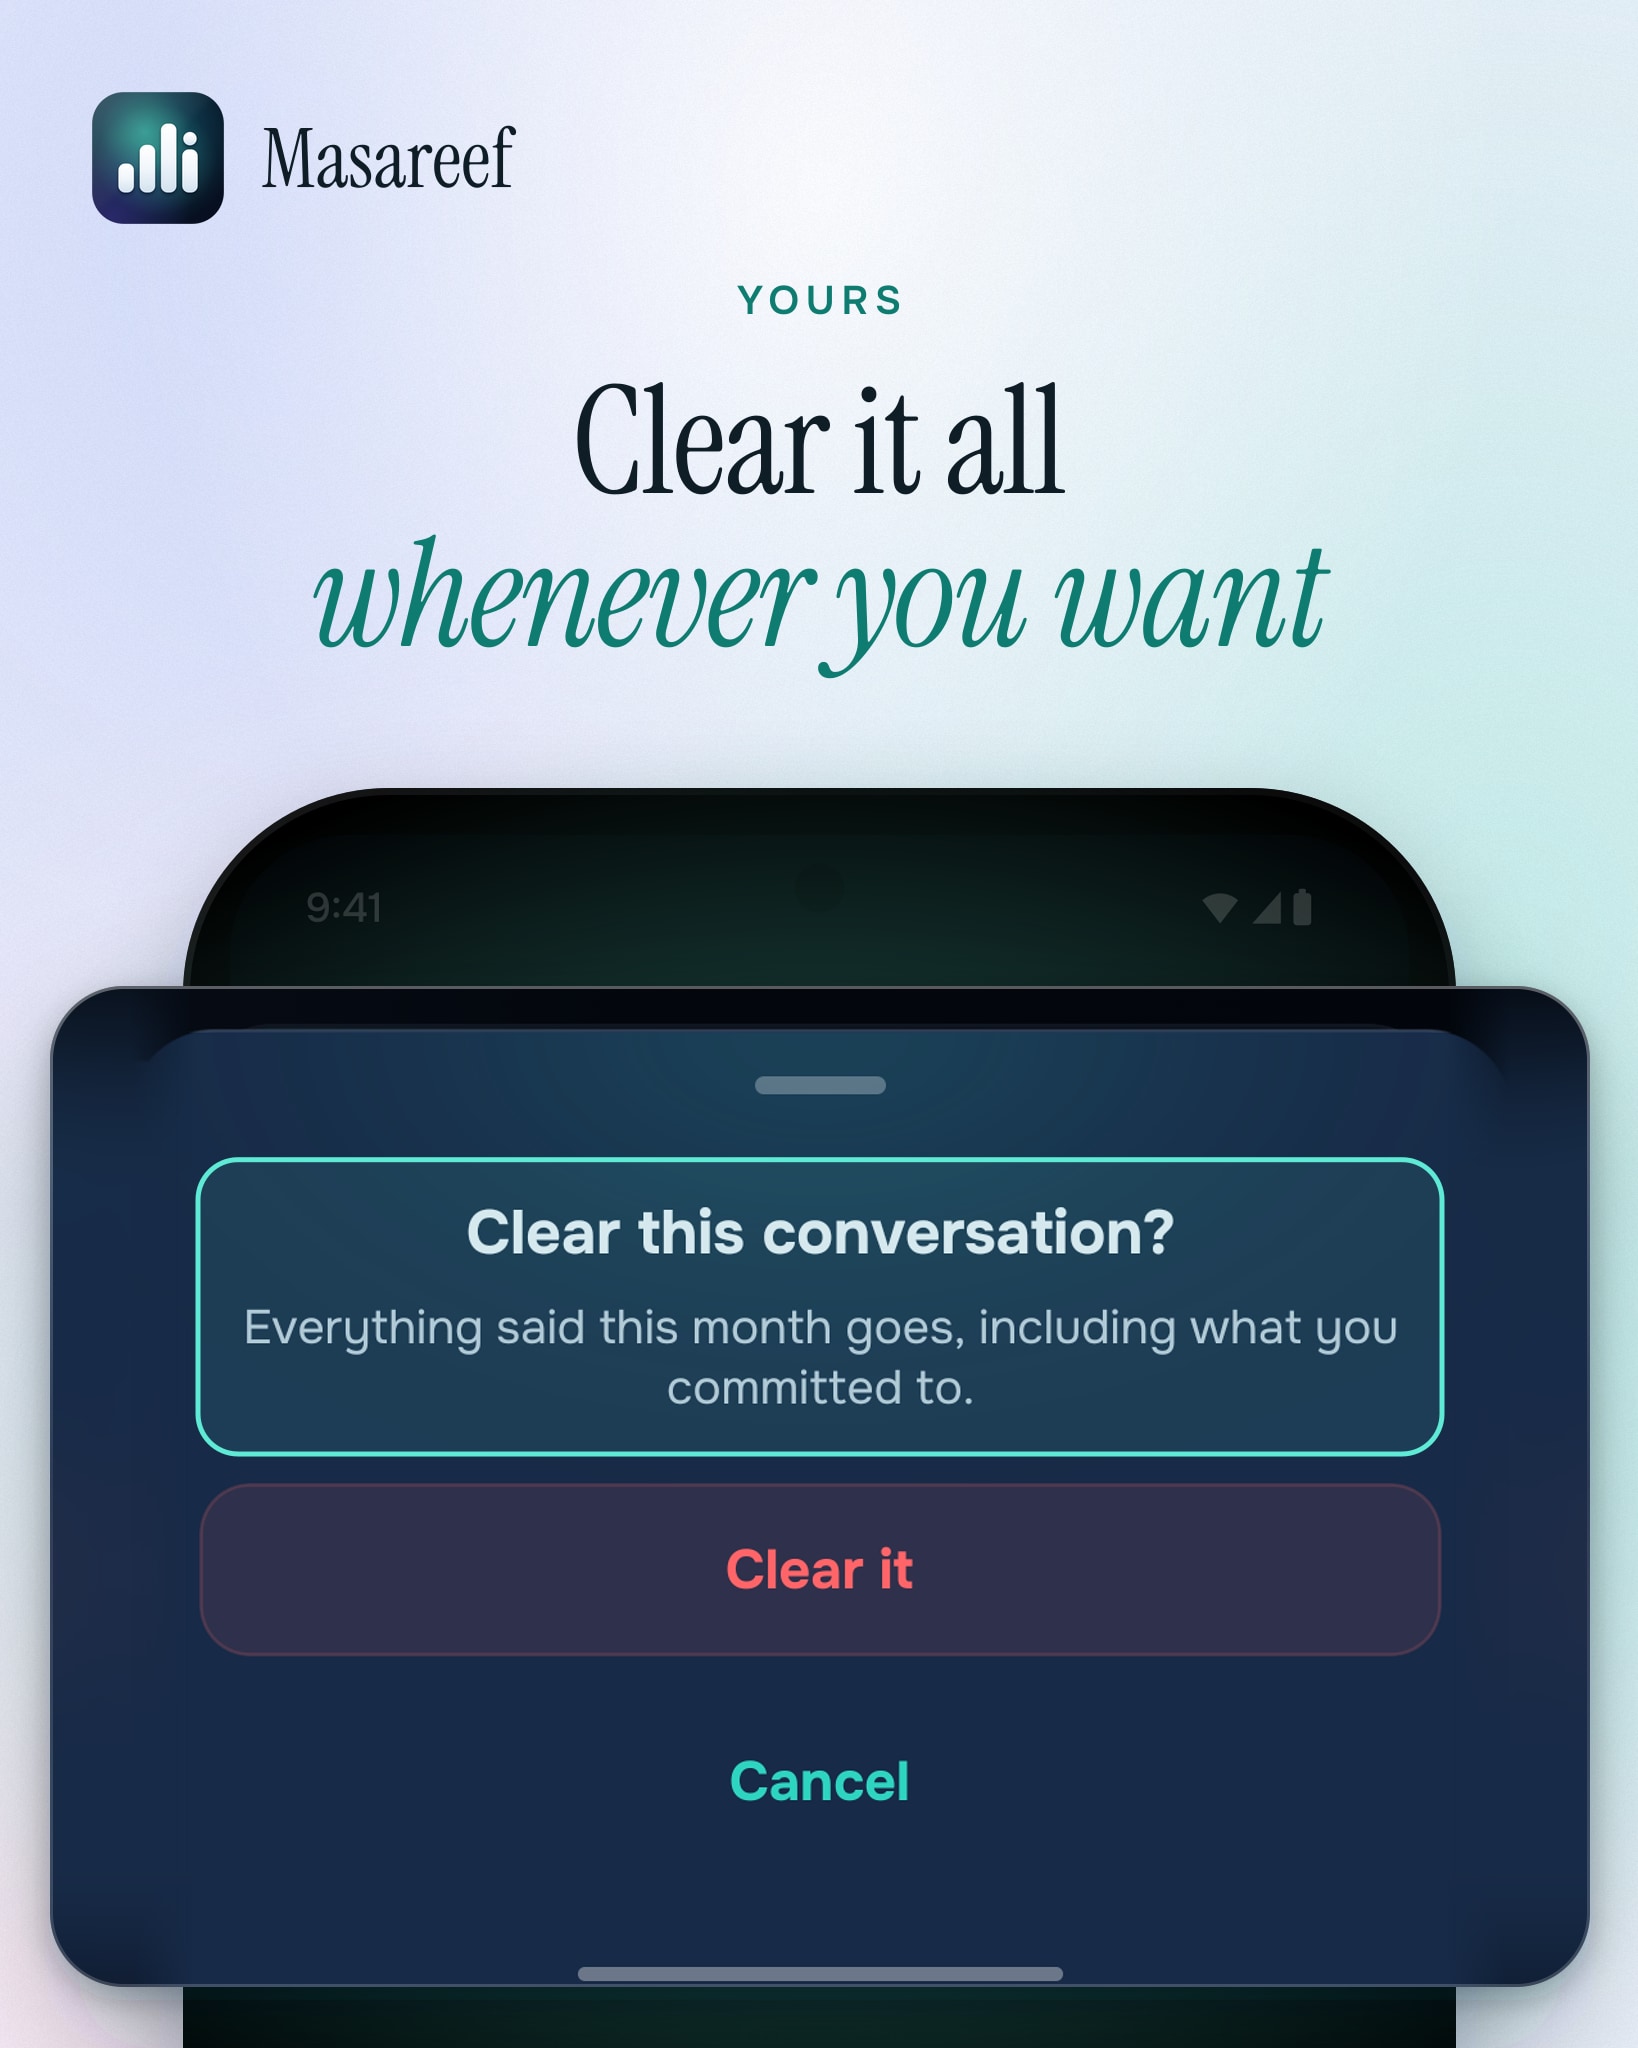 Masareef
YOURS
Clear it all
whenever you want
9:41
Clear this conversation?
Everything said this month goes, including what you
committed to.
Clear it
Cancel